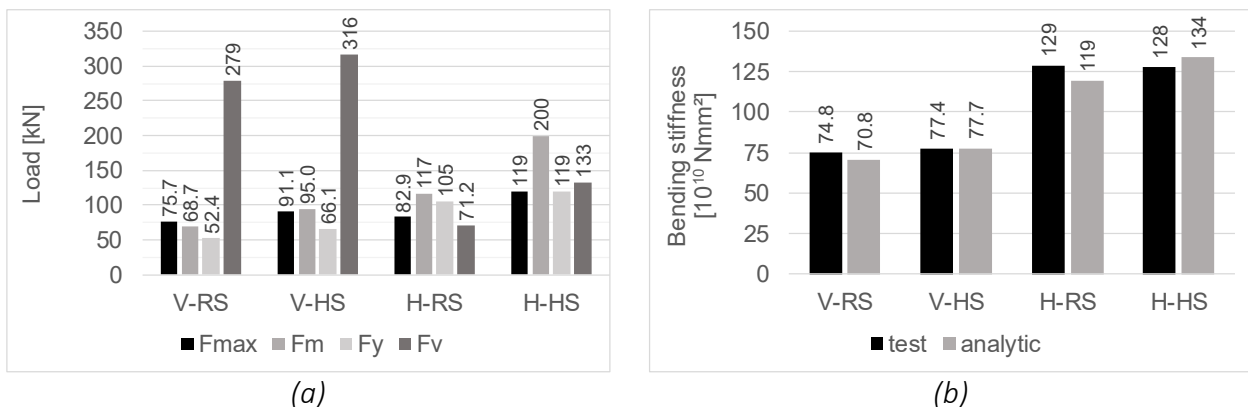 Load [kN]
400
350
300
250
200
150
100
50
0
75.7 68.7 52.4 279
91.1 95.0 66.1 316
82.9 117 105 71.2
119 200 119 133
V-RS V-HS H-RS H-HS
Fmax Fm Fy Fv
(a)
Bending stiffness
[10¹⁰ Nmm²]
150
125
100
75
50
25
0
74.8 70.8
77.4 77.7
129 119
128 134
V-RS V-HS H-RS H-HS
test analytic
(b)